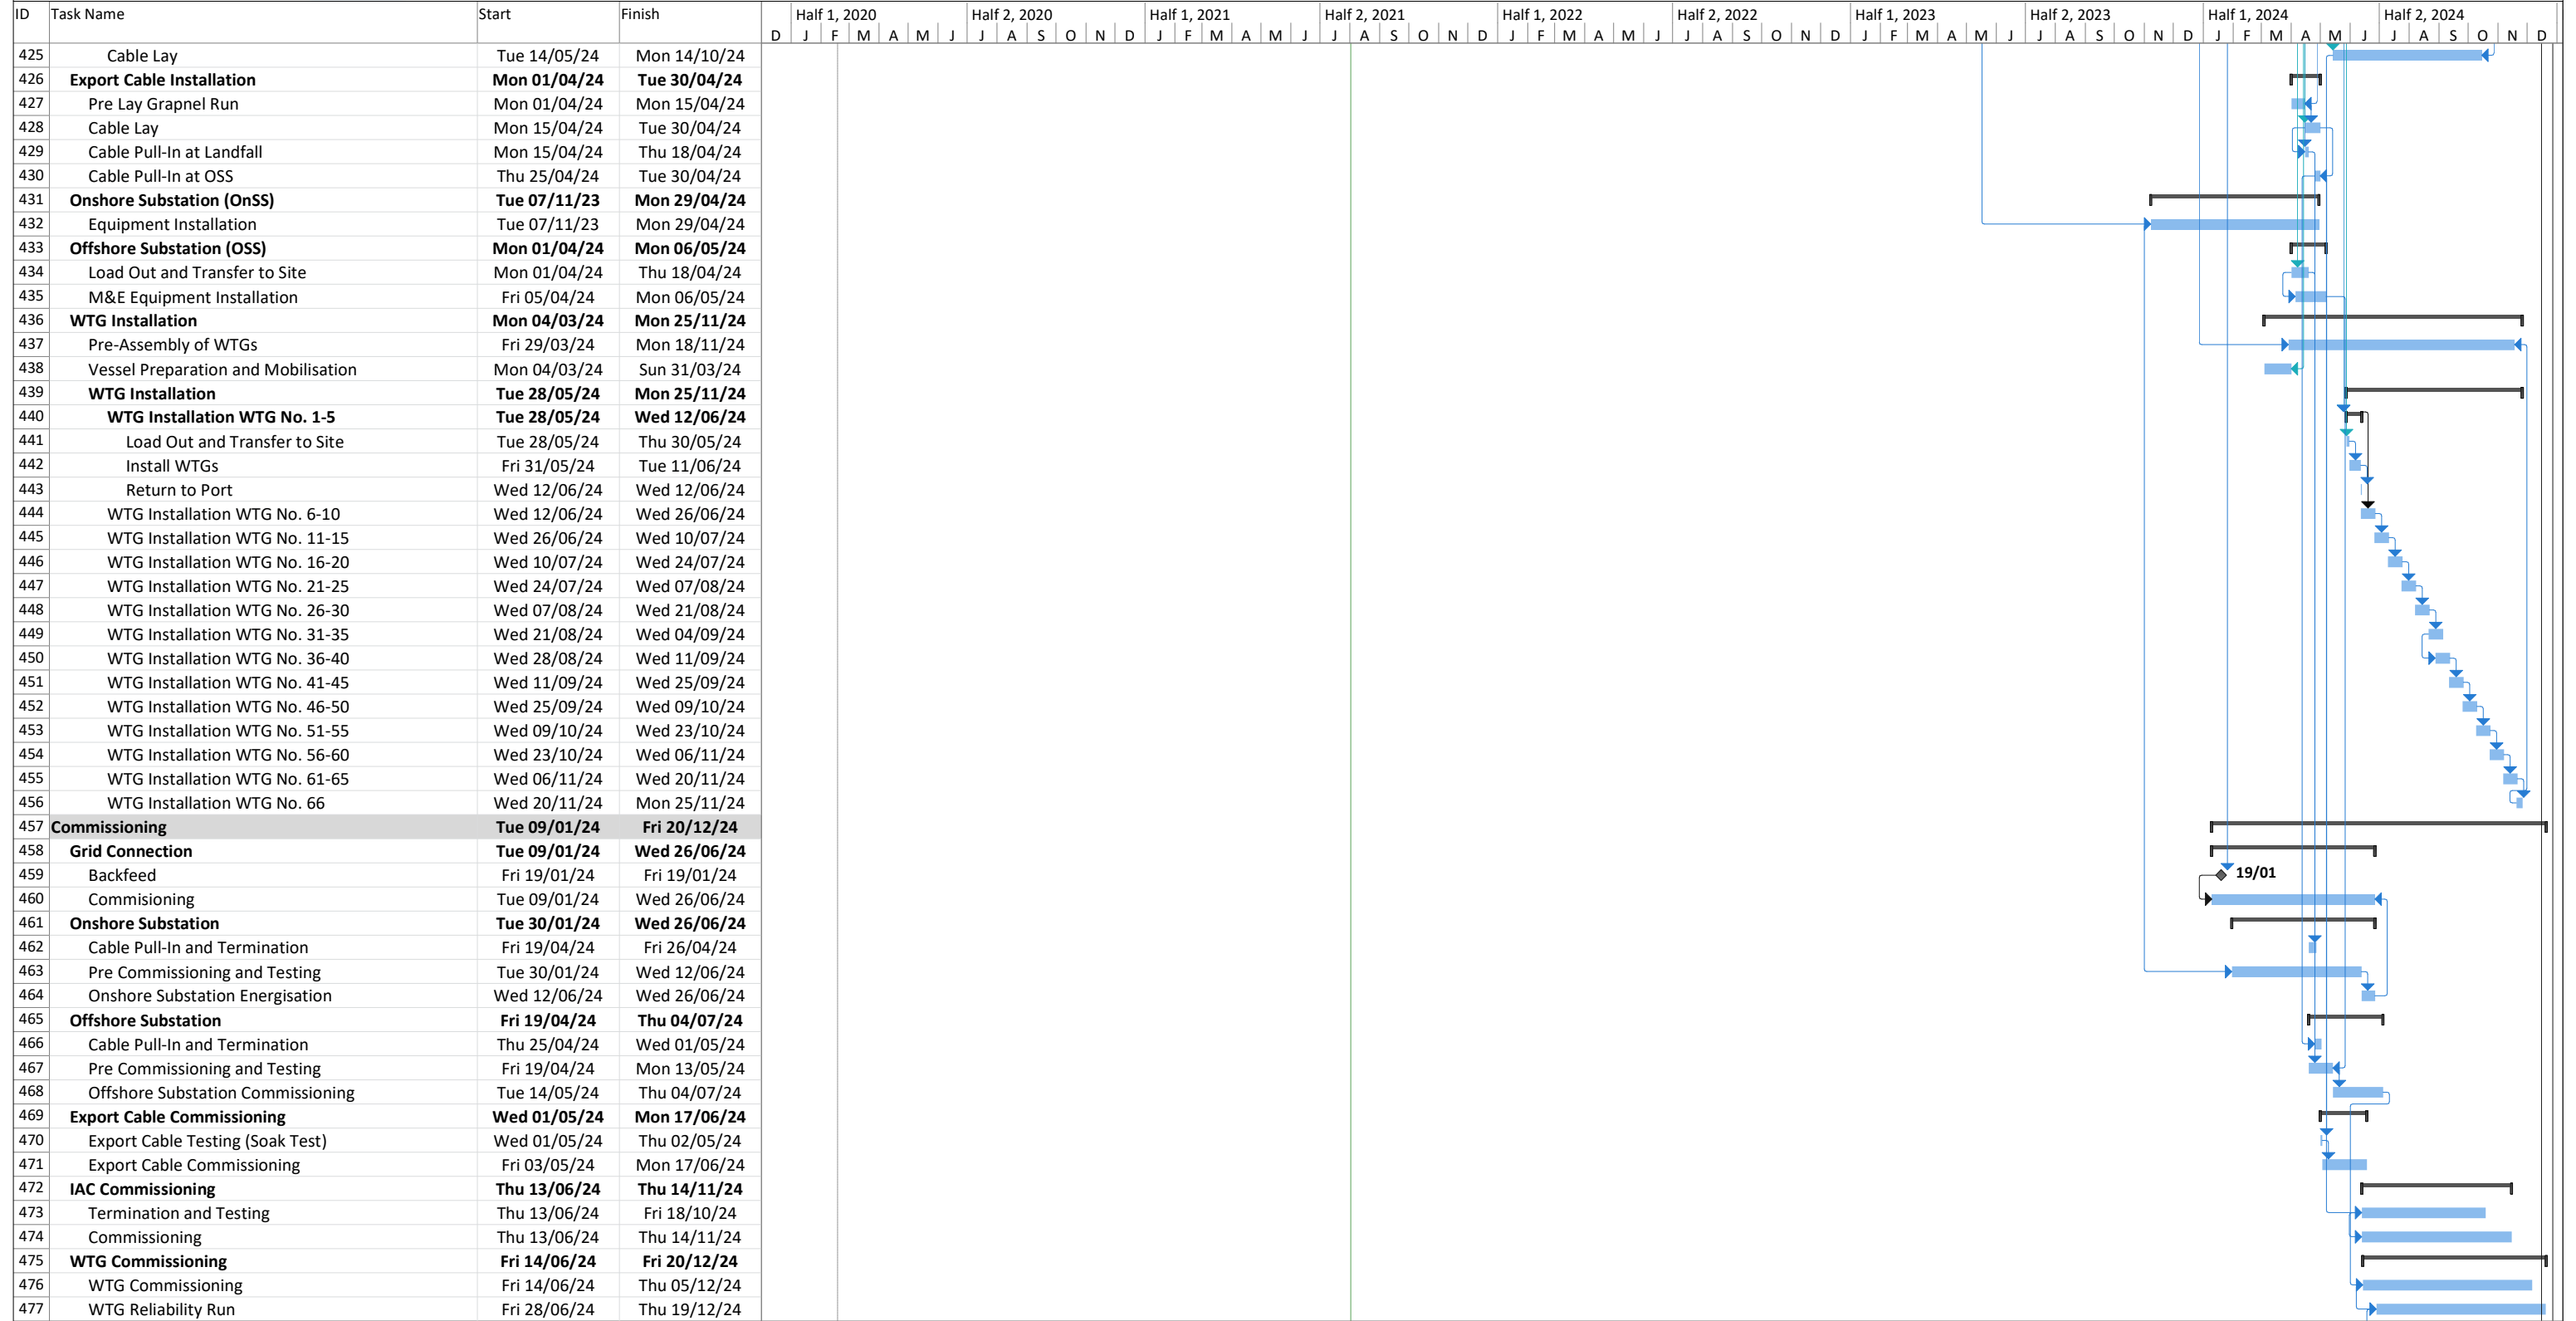 ID Task Name Start Finish Half 1, 2020 Half 2, 2020 Half 1, 2021 Half 2, 2021 Half 1, 2022 Half 2, 2022 Half 1, 2023 Half 2, 2023 Half 1, 2024 Half 2, 2024
D J F M A M J J A S O N D J F M A M J J A S O N D J F M A M J J A S O N D J F M A M J J A S O N D J F M A M J J A S O N D
425 Cable Lay Tue 14/05/24 Mon 14/10/24
426 Export Cable Installation Mon 01/04/24 Tue 30/04/24
427 Pre Lay Grapnel Run Mon 01/04/24 Mon 15/04/24
428 Cable Lay Mon 15/04/24 Tue 30/04/24
429 Cable Pull-In at Landfall Mon 15/04/24 Thu 18/04/24
430 Cable Pull-In at OSS Thu 25/04/24 Tue 30/04/24
431 Onshore Substation (OnSS) Tue 07/11/23 Mon 29/04/24
432 Equipment Installation Tue 07/11/23 Mon 29/04/24
433 Offshore Substation (OSS) Mon 01/04/24 Mon 06/05/24
434 Load Out and Transfer to Site Mon 01/04/24 Thu 18/04/24
435 M&E Equipment Installation Fri 05/04/24 Mon 06/05/24
436 WTG Installation Mon 04/03/24 Mon 25/11/24
437 Pre-Assembly of WTGs Fri 29/03/24 Mon 18/11/24
438 Vessel Preparation and Mobilisation Mon 04/03/24 Sun 31/03/24
439 WTG Installation Tue 28/05/24 Mon 25/11/24
440 WTG Installation WTG No. 1-5 Tue 28/05/24 Wed 12/06/24
441 Load Out and Transfer to Site Tue 28/05/24 Thu 30/05/24
442 Install WTGs Fri 31/05/24 Tue 11/06/24
443 Return to Port Wed 12/06/24 Wed 12/06/24
444 WTG Installation WTG No. 6-10 Wed 12/06/24 Wed 26/06/24
445 WTG Installation WTG No. 11-15 Wed 26/06/24 Wed 10/07/24
446 WTG Installation WTG No. 16-20 Wed 10/07/24 Wed 24/07/24
447 WTG Installation WTG No. 21-25 Wed 24/07/24 Wed 07/08/24
448 WTG Installation WTG No. 26-30 Wed 07/08/24 Wed 21/08/24
449 WTG Installation WTG No. 31-35 Wed 21/08/24 Wed 04/09/24
450 WTG Installation WTG No. 36-40 Wed 28/08/24 Wed 11/09/24
451 WTG Installation WTG No. 41-45 Wed 11/09/24 Wed 25/09/24
452 WTG Installation WTG No. 46-50 Wed 25/09/24 Wed 09/10/24
453 WTG Installation WTG No. 51-55 Wed 09/10/24 Wed 23/10/24
454 WTG Installation WTG No. 56-60 Wed 23/10/24 Wed 06/11/24
455 WTG Installation WTG No. 61-65 Wed 06/11/24 Wed 20/11/24
456 WTG Installation WTG No. 66 Wed 20/11/24 Mon 25/11/24
457 Commissioning Tue 09/01/24 Fri 20/12/24
458 Grid Connection Tue 09/01/24 Wed 26/06/24
459 Backfeed Fri 19/01/24 Fri 19/01/24 19/01
460 Commisioning Tue 09/01/24 Wed 26/06/24
461 Onshore Substation Tue 30/01/24 Wed 26/06/24
462 Cable Pull-In and Termination Fri 19/04/24 Fri 26/04/24
463 Pre Commissioning and Testing Tue 30/01/24 Wed 12/06/24
464 Onshore Substation Energisation Wed 12/06/24 Wed 26/06/24
465 Offshore Substation Fri 19/04/24 Thu 04/07/24
466 Cable Pull-In and Termination Thu 25/04/24 Wed 01/05/24
467 Pre Commissioning and Testing Fri 19/04/24 Mon 13/05/24
468 Offshore Substation Commissioning Tue 14/05/24 Thu 04/07/24
469 Export Cable Commissioning Wed 01/05/24 Mon 17/06/24
470 Export Cable Testing (Soak Test) Wed 01/05/24 Thu 02/05/24
471 Export Cable Commissioning Fri 03/05/24 Mon 17/06/24
472 IAC Commissioning Thu 13/06/24 Thu 14/11/24
473 Termination and Testing Thu 13/06/24 Fri 18/10/24
474 Commissioning Thu 13/06/24 Thu 14/11/24
475 WTG Commissioning Fri 14/06/24 Fri 20/12/24
476 WTG Commissioning Fri 14/06/24 Thu 05/12/24
477 WTG Reliability Run Fri 28/06/24 Thu 19/12/24